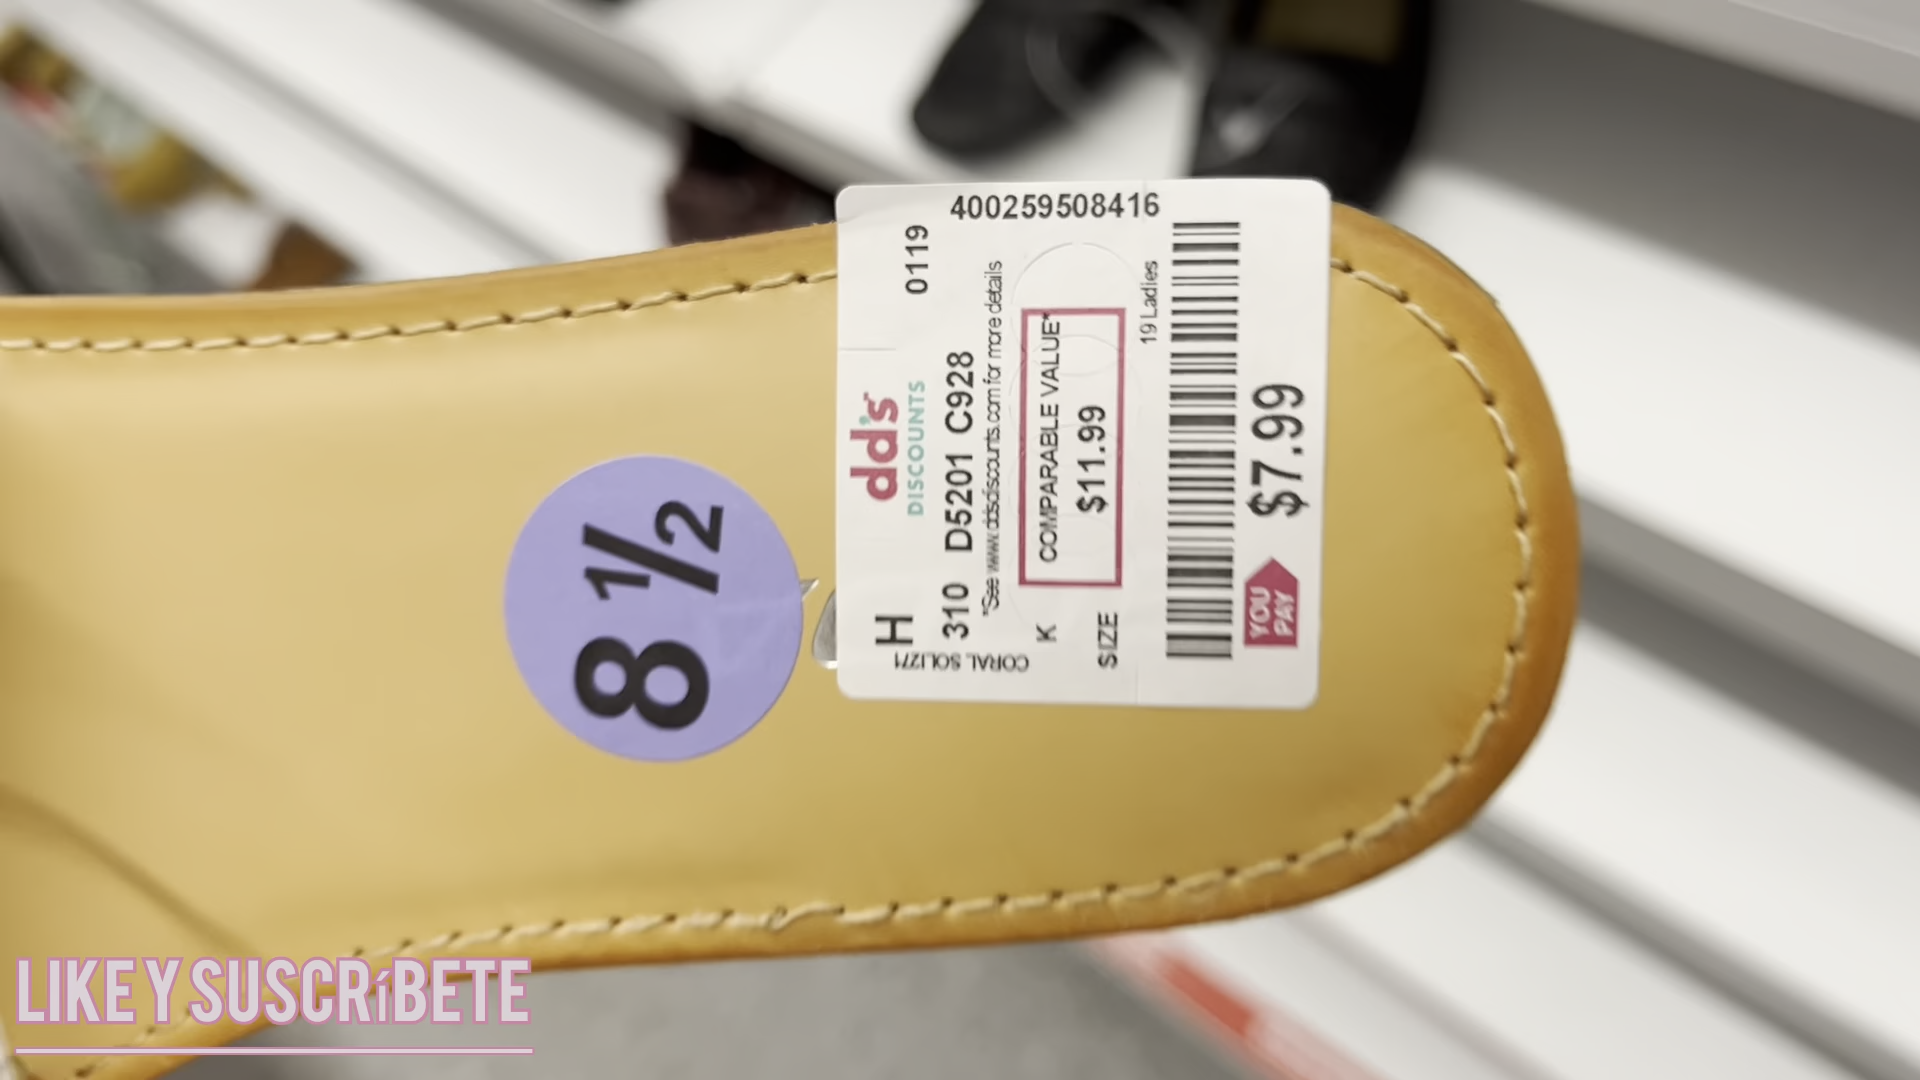 400259508416
0119
dd's
DISCOUNTS
H
310 D5201 C928
*See www.ddsdiscounts.com for more details
CORAL SOLIZ71
K
COMPARABLE VALUE*
$11.99
SIZE
19 Ladies
YOU
PAY
$7.99
8 1/2
LIKE Y SUSCRíBETE